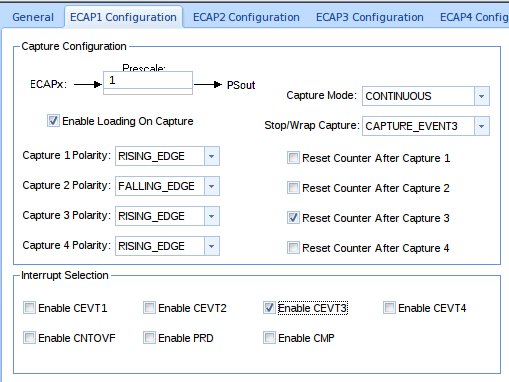 General ECAP1 Configuration ECAP2 Configuration ECAP3 Configuration ECAP4
Capture Configuration
Prescale:
ECAPx: 1 PSout
Capture Mode: CONTINUOUS
Enable Loading On Capture
Stop/Wrap Capture: CAPTURE_EVENT3
Capture 1 Polarity: RISING_EDGE Reset Counter After Capture 1
Capture 2 Polarity: FALLING_EDGE Reset Counter After Capture 2
Capture 3 Polarity: RISING_EDGE Reset Counter After Capture 3
Capture 4 Polarity: RISING_EDGE Reset Counter After Capture 4
Interrupt Selection
Enable CEVT1 Enable CEVT2 Enable CEVT3 Enable CEVT4
Enable CNTOVF Enable PRD Enable CMP